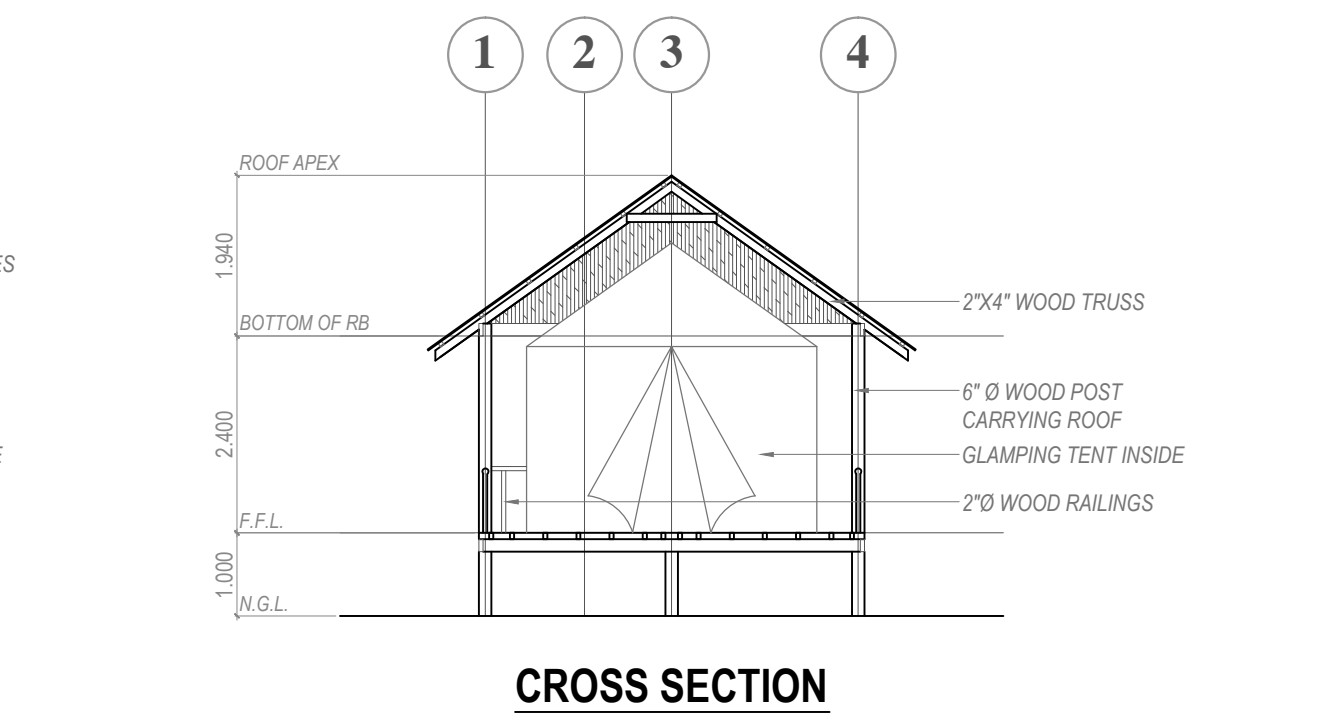 1 2 3 4
ROOF APEX
1.940
ES
2"X4" WOOD TRUSS
BOTTOM OF RB
6" Ø WOOD POST
CARRYING ROOF
2.400
E
GLAMPING TENT INSIDE
2"Ø WOOD RAILINGS
F.F.L.
1.000
N.G.L.
CROSS SECTION